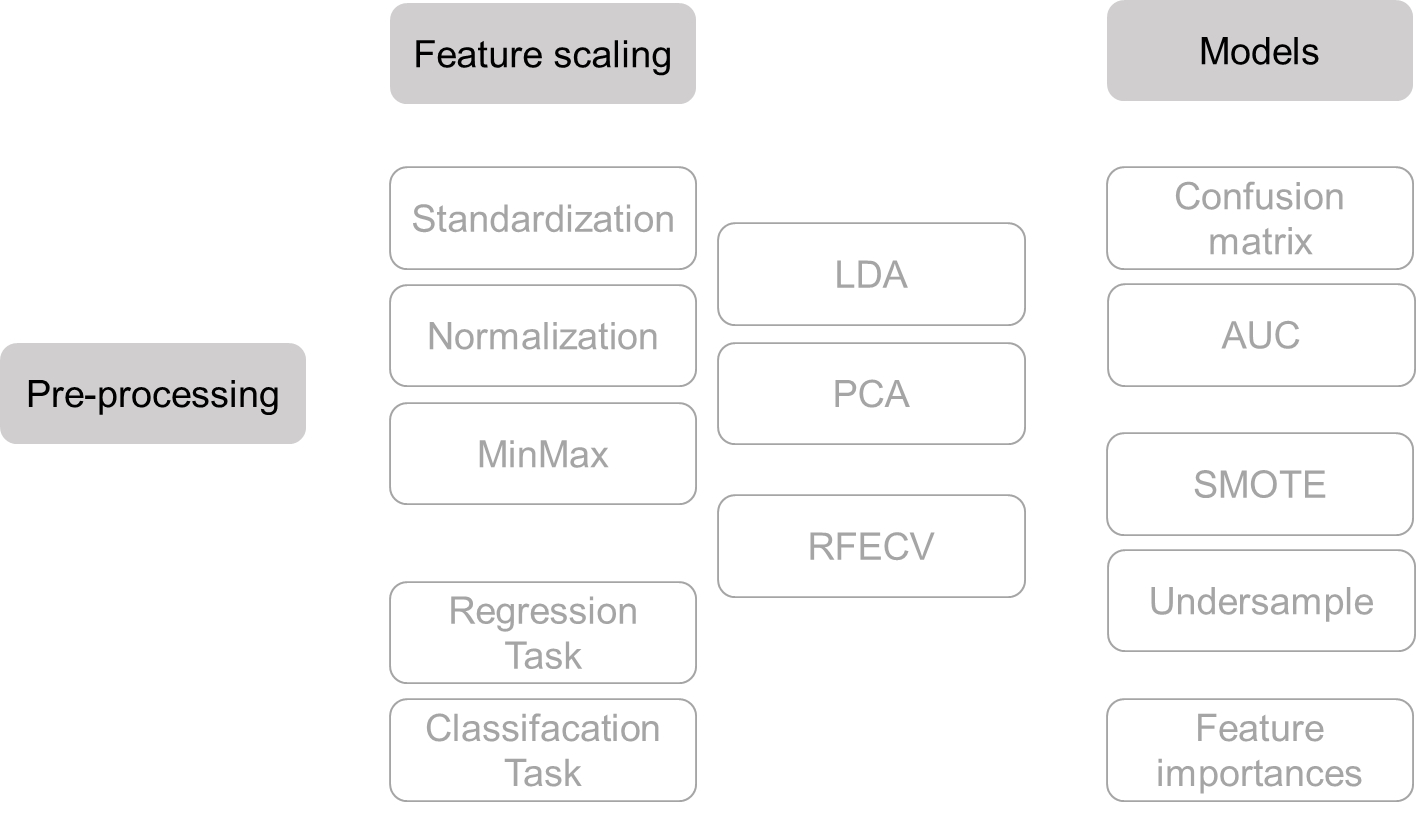 Feature scaling
Models
Pre-processing
Standardization
Normalization
MinMax
Regression
Task
Classifacation
Task
LDA
PCA
RFECV
Confusion
matrix
AUC
SMOTE
Undersample
Feature
importances